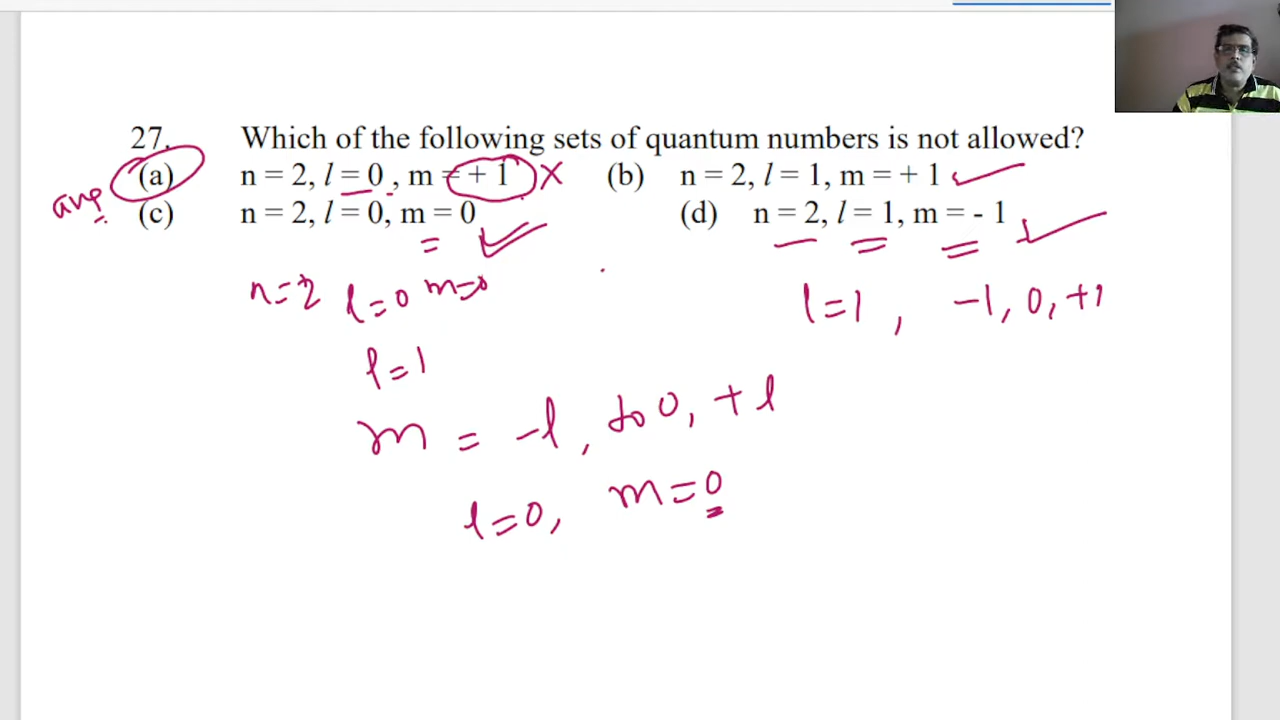 27. Which of the following sets of quantum numbers is not allowed?
ans (a) n = 2, l = 0 , m = + 1 X (b) n = 2, l = 1, m = + 1 ✓
(c) n = 2, l = 0, m = 0 ✓ (d) n = 2, l = 1, m = - 1 ✓
n=2 l=0 m=0 l=1 , -1, 0, +1
l=1
m = -l , to 0, + l
l=0, m=0